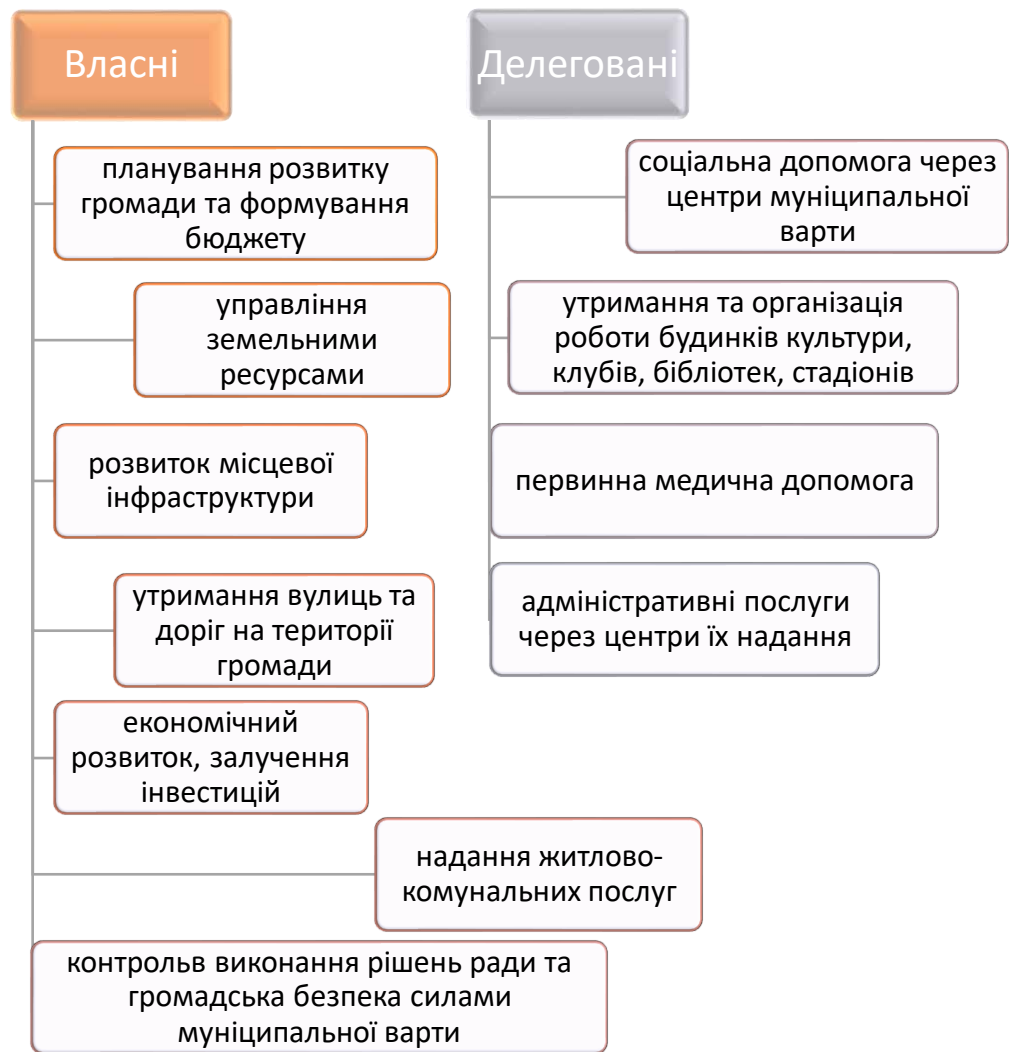 Власні
планування розвитку
громади та формування
бюджету
управління
земельними
ресурсами
розвиток місцевої
інфраструктури
утримання вулиць та
доріг на території
громади
економічний
розвиток, залучення
інвестицій
надання житлово-
комунальних послуг
контрольв виконання рішень ради та
громадська безпека силами
муніципальної варти
Делеговані
соціальна допомога через
центри муніципальної
варти
утримання та організація
роботи будинків культури,
клубів, бібліотек, стадіонів
первинна медична допомога
адміністративні послуги
через центри їх надання